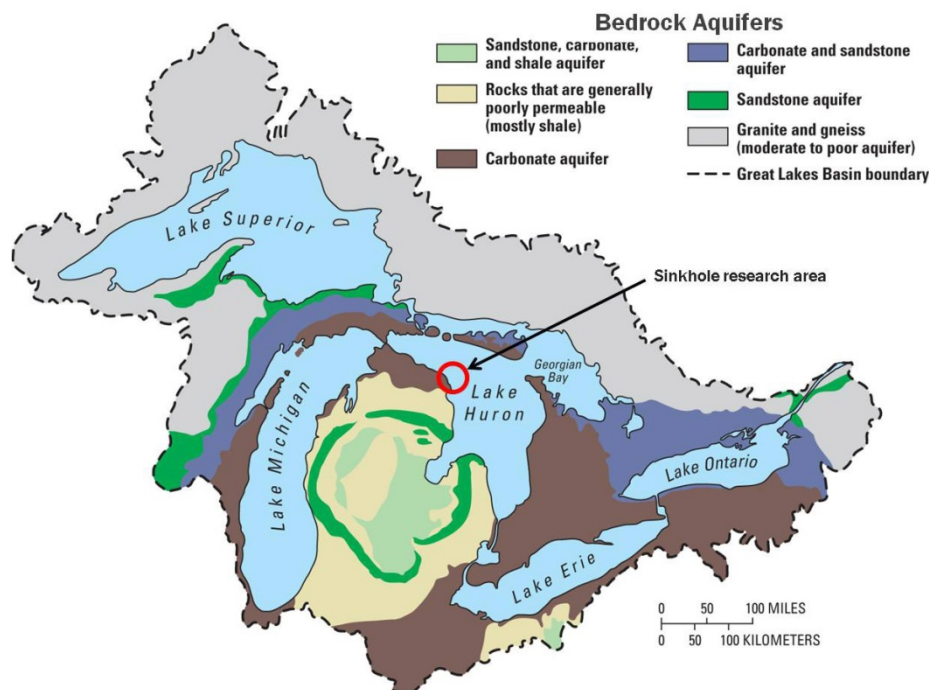 Bedrock Aquifers
Sandstone, carbonate,
and shale aquifer
Rocks that are generally
poorly permeable
(mostly shale)
Carbonate aquifer
Carbonate and sandstone
aquifer
Sandstone aquifer
Granite and gneiss
(moderate to poor aquifer)
Great Lakes Basin boundary
Lake Superior
Sinkhole research area
Georgian
Bay
Lake
Huron
Lake Michigan
Lake Ontario
Lake Erie
0 50 100 MILES
0 50 100 KILOMETERS